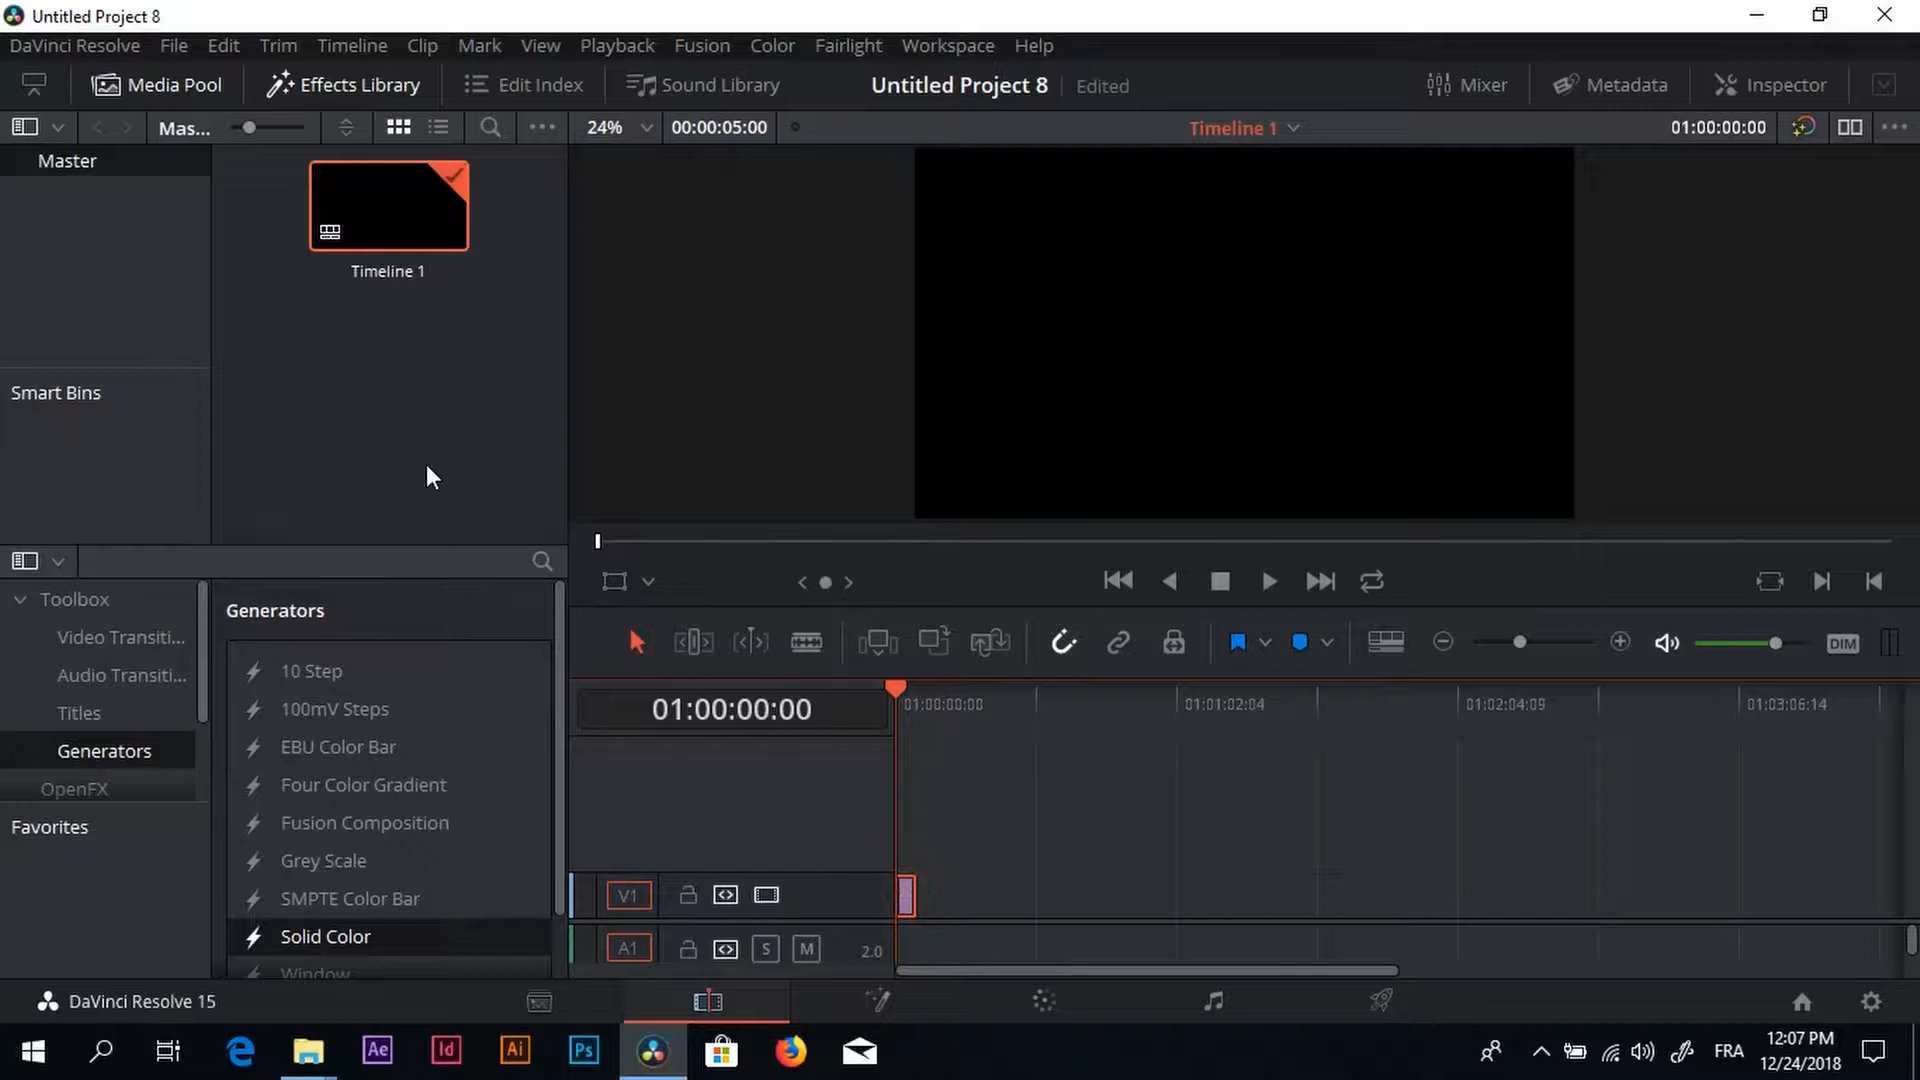 Untitled Project 8
DaVinci Resolve File Edit Trim Timeline Clip Mark View Playback Fusion Color Fairlight Workspace Help
Media Pool Effects Library Edit Index Sound Library Untitled Project 8 Edited Mixer Metadata Inspector
Mas... 24% 00:00:05:00 Timeline 1 01:00:00:00
Master
Timeline 1
Smart Bins
Toolbox
Video Transiti...
Audio Transiti...
Titles
Generators
OpenFX
Favorites
Generators
10 Step
100mV Steps
EBU Color Bar
Four Color Gradient
Fusion Composition
Grey Scale
SMPTE Color Bar
Solid Color
Window
DIM
01:00:00:00 01:00:00:00 01:01:02:04 01:02:04:09 01:03:06:14
V1
A1 S M 2.0
DaVinci Resolve 15
Ae Id Ai Ps FRA 12:07 PM
12/24/2018